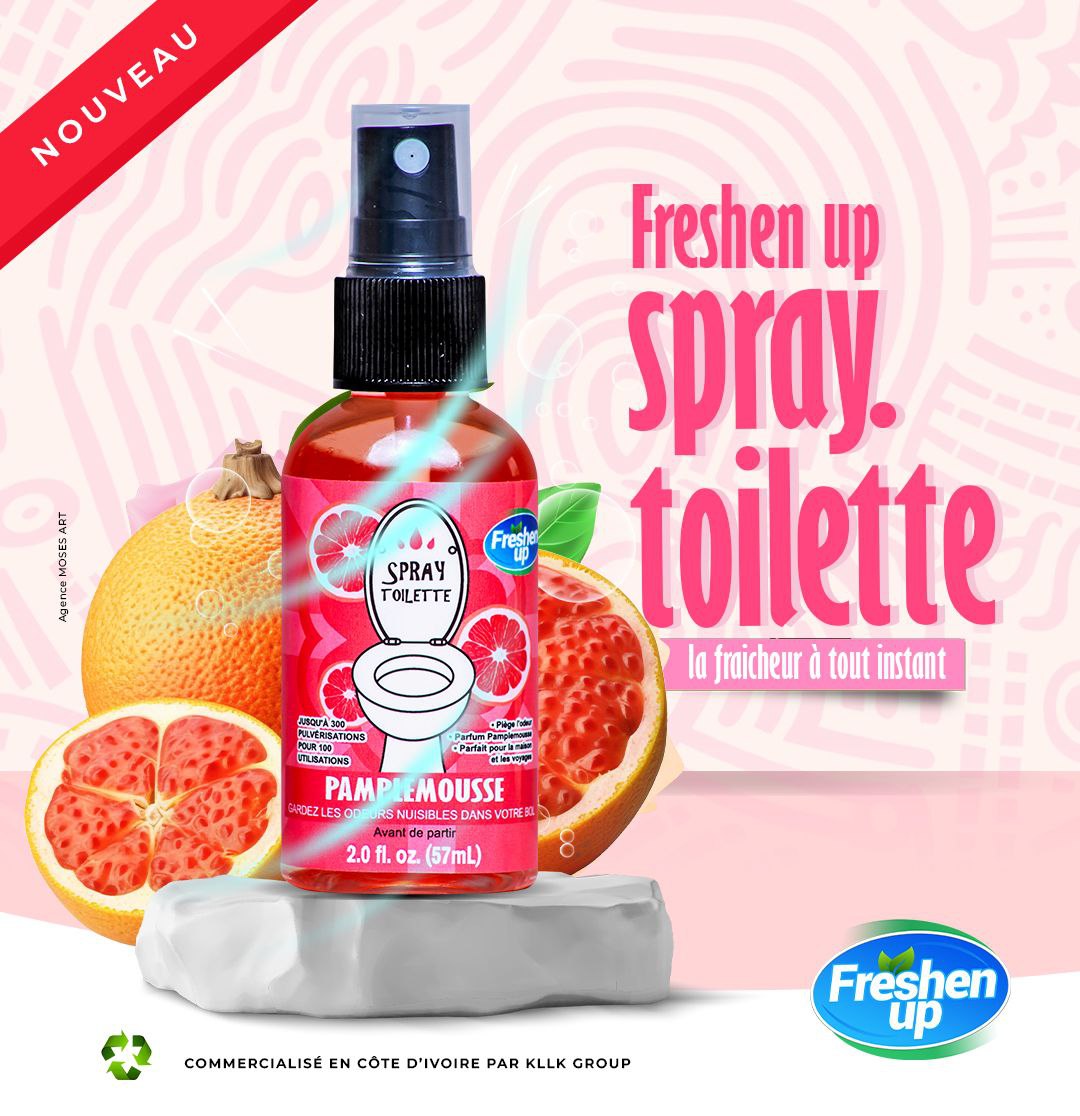 NOUVEAU
Freshen up
spray.
toilette
la fraicheur à tout instant
Agence MOSES ART
SPRAY
TOILETTE
Freshen
up
JUSQU'À 300
PULVÉRISATIONS
POUR 100
UTILISATIONS
• Piège l'odeur
• Parfum Pamplemousse
• Parfait pour la maison
et les voyages
PAMPLEMOUSSE
GARDEZ LES ODEURS NUISIBLES DANS VOTRE BOL
Avant de partir
2.0 fl. oz. (57mL)
Freshen
up
COMMERCIALISÉ EN CÔTE D'IVOIRE PAR KLLK GROUP